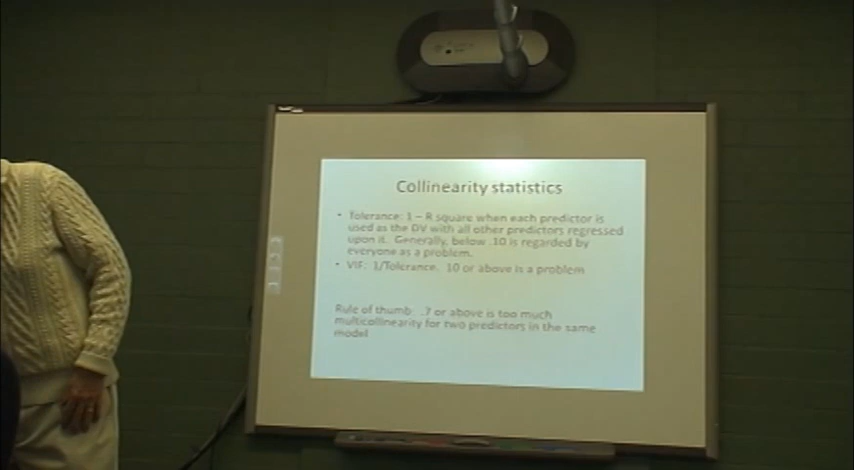 Collinearity statistics
• Tolerance: 1 – R square when each predictor is
used as the DV with all other predictors regressed
upon it. Generally, below .10 is regarded by
everyone as a problem.
• VIF: 1/Tolerance. 10 or above is a problem
Rule of thumb: .7 or above is too much
multicollinearity for two predictors in the same
model